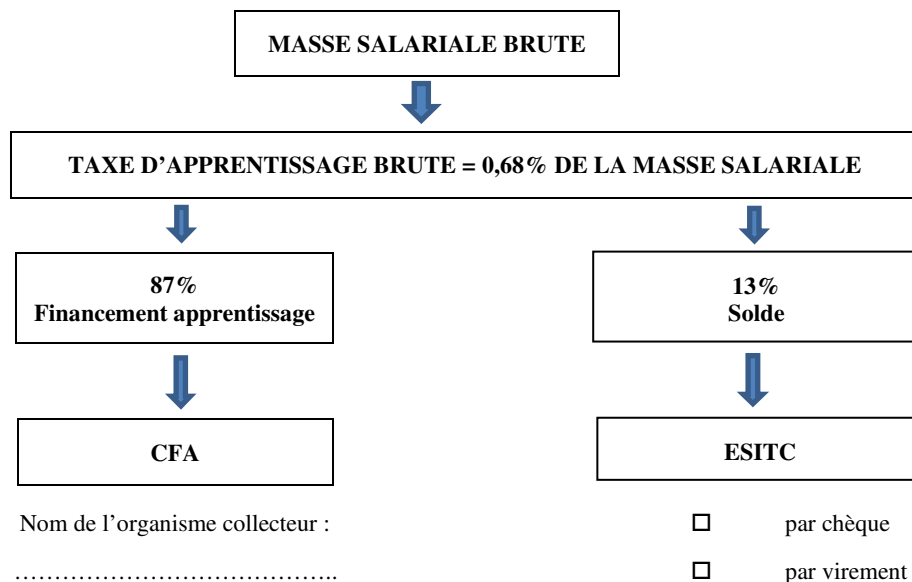 MASSE SALARIALE BRUTE
TAXE D'APPRENTISSAGE BRUTE = 0,68% DE LA MASSE SALARIALE
87%
Financement apprentissage
13%
Solde
CFA
ESITC
Nom de l'organisme collecteur :
…………………………………..
☐ par chèque
☐ par virement